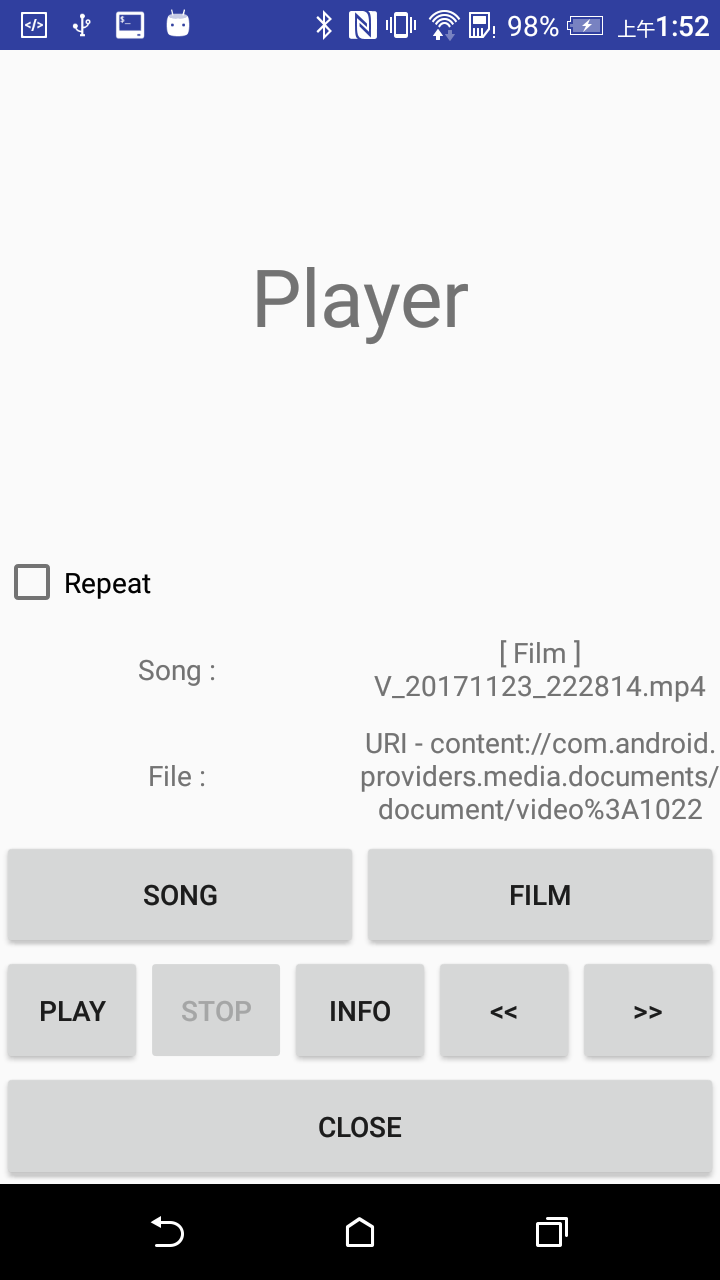 98% 上午1:52
Player
Repeat
Song :
[ Film ]
V_20171123_222814.mp4
File :
URI - content://com.android.
providers.media.documents/
document/video%3A1022
SONG FILM
PLAY STOP INFO << >>
CLOSE